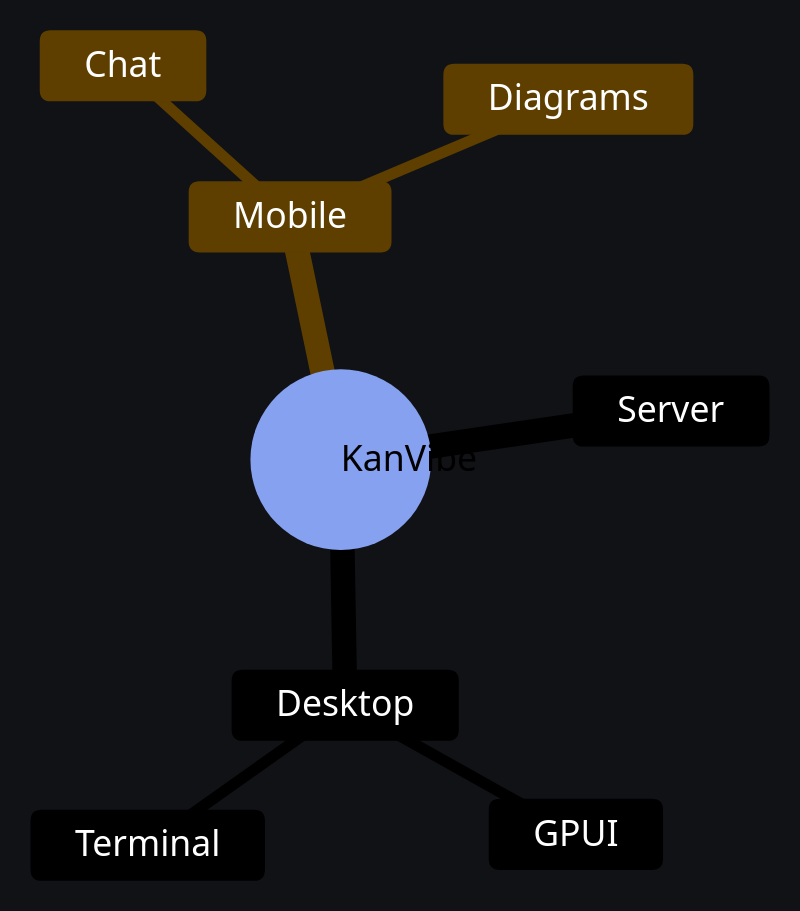 Chat
Diagrams
Mobile
Server
KanVibe
Desktop
GPUI
Terminal